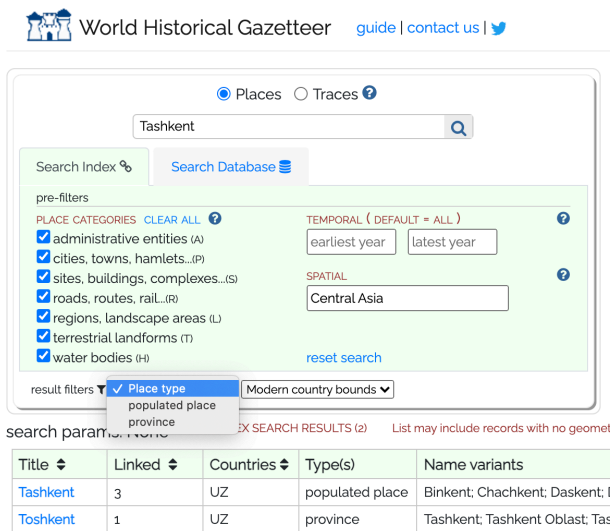 World Historical Gazetteer guide | contact us |
Places Traces ?
Tashkent
Search Index Search Database
pre-filters
PLACE CATEGORIES CLEAR ALL ? TEMPORAL ( DEFAULT = ALL ) ?
administrative entities (A) earliest year latest year
cities, towns, hamlets...(P)
sites, buildings, complexes...(S) SPATIAL ?
roads, routes, rail...(R) Central Asia
regions, landscape areas (L)
terrestrial landforms (T)
water bodies (H) reset search
result filters ✓ Place type Modern country bounds
populated place
province
search params: None EX SEARCH RESULTS (2) List may include records with no geomet
Title Linked Countries Type(s) Name variants
Tashkent 3 UZ populated place Binkent; Chachkent; Daskent;
Toshkent 1 UZ province Tashkent; Tashkent Oblast; Tas